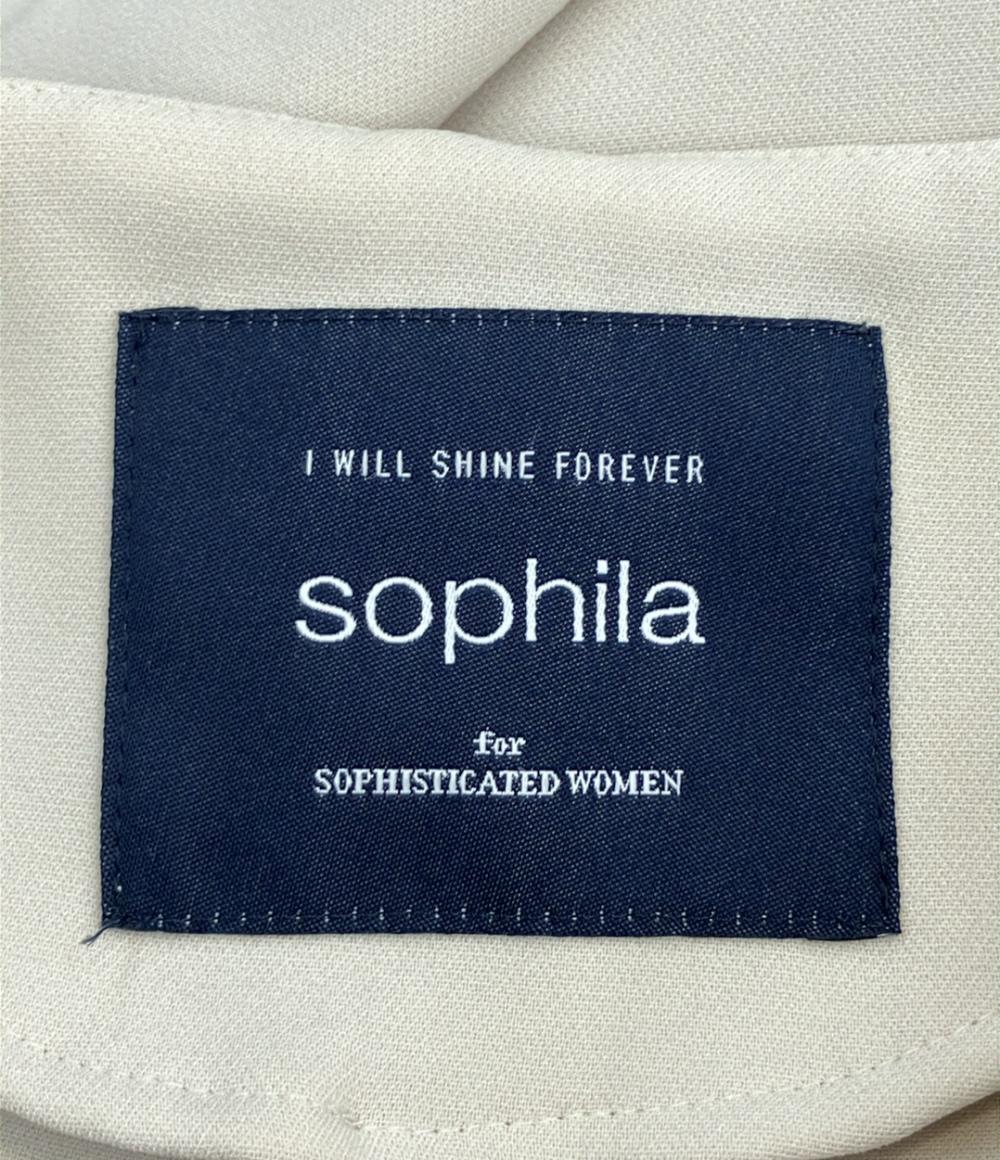 I WILL SHINE FOREVER
sophila
for
SOPHISTICATED WOMEN